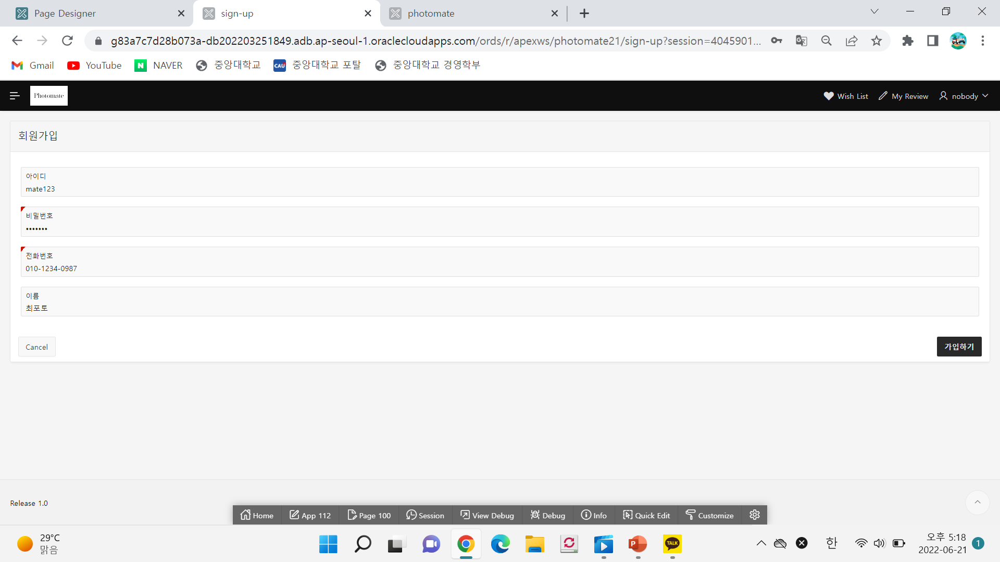 Page Designer
sign-up
photomate
g83a7c7d28b073a-db202203251849.adb.ap-seoul-1.oraclecloudapps.com/ords/r/apexws/photomate21/sign-up?session=4045901...
Gmail
YouTube
N NAVER
중앙대학교
CAU 중앙대학교 포탈
중앙대학교 경영학부
Photomate
Wish List
My Review
nobody
회원가입
아이디
mate123
비밀번호
•••••••
전화번호
010-1234-0987
이름
최포토
Cancel
가입하기
Release 1.0
Home
App 112
Page 100
Session
View Debug
Debug
Info
Quick Edit
Customize
29°C
맑음
P
TALK
한
오후 5:18
2022-06-21
1